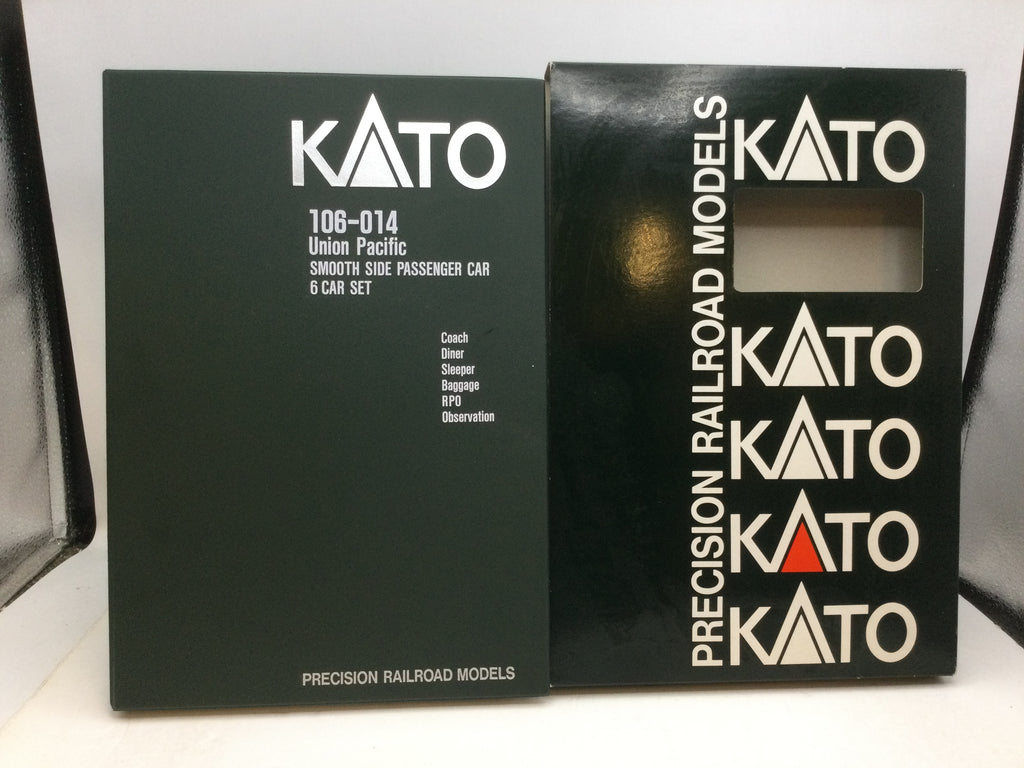 KATO
106-014
Union Pacific
SMOOTH SIDE PASSENGER CAR
6 CAR SET
Coach
Diner
Sleeper
Baggage
RPO
Observation
PRECISION RAILROAD MODELS
PRECISION RAILROAD MODELS
KATO
KATO
KATO
KATO
KATO